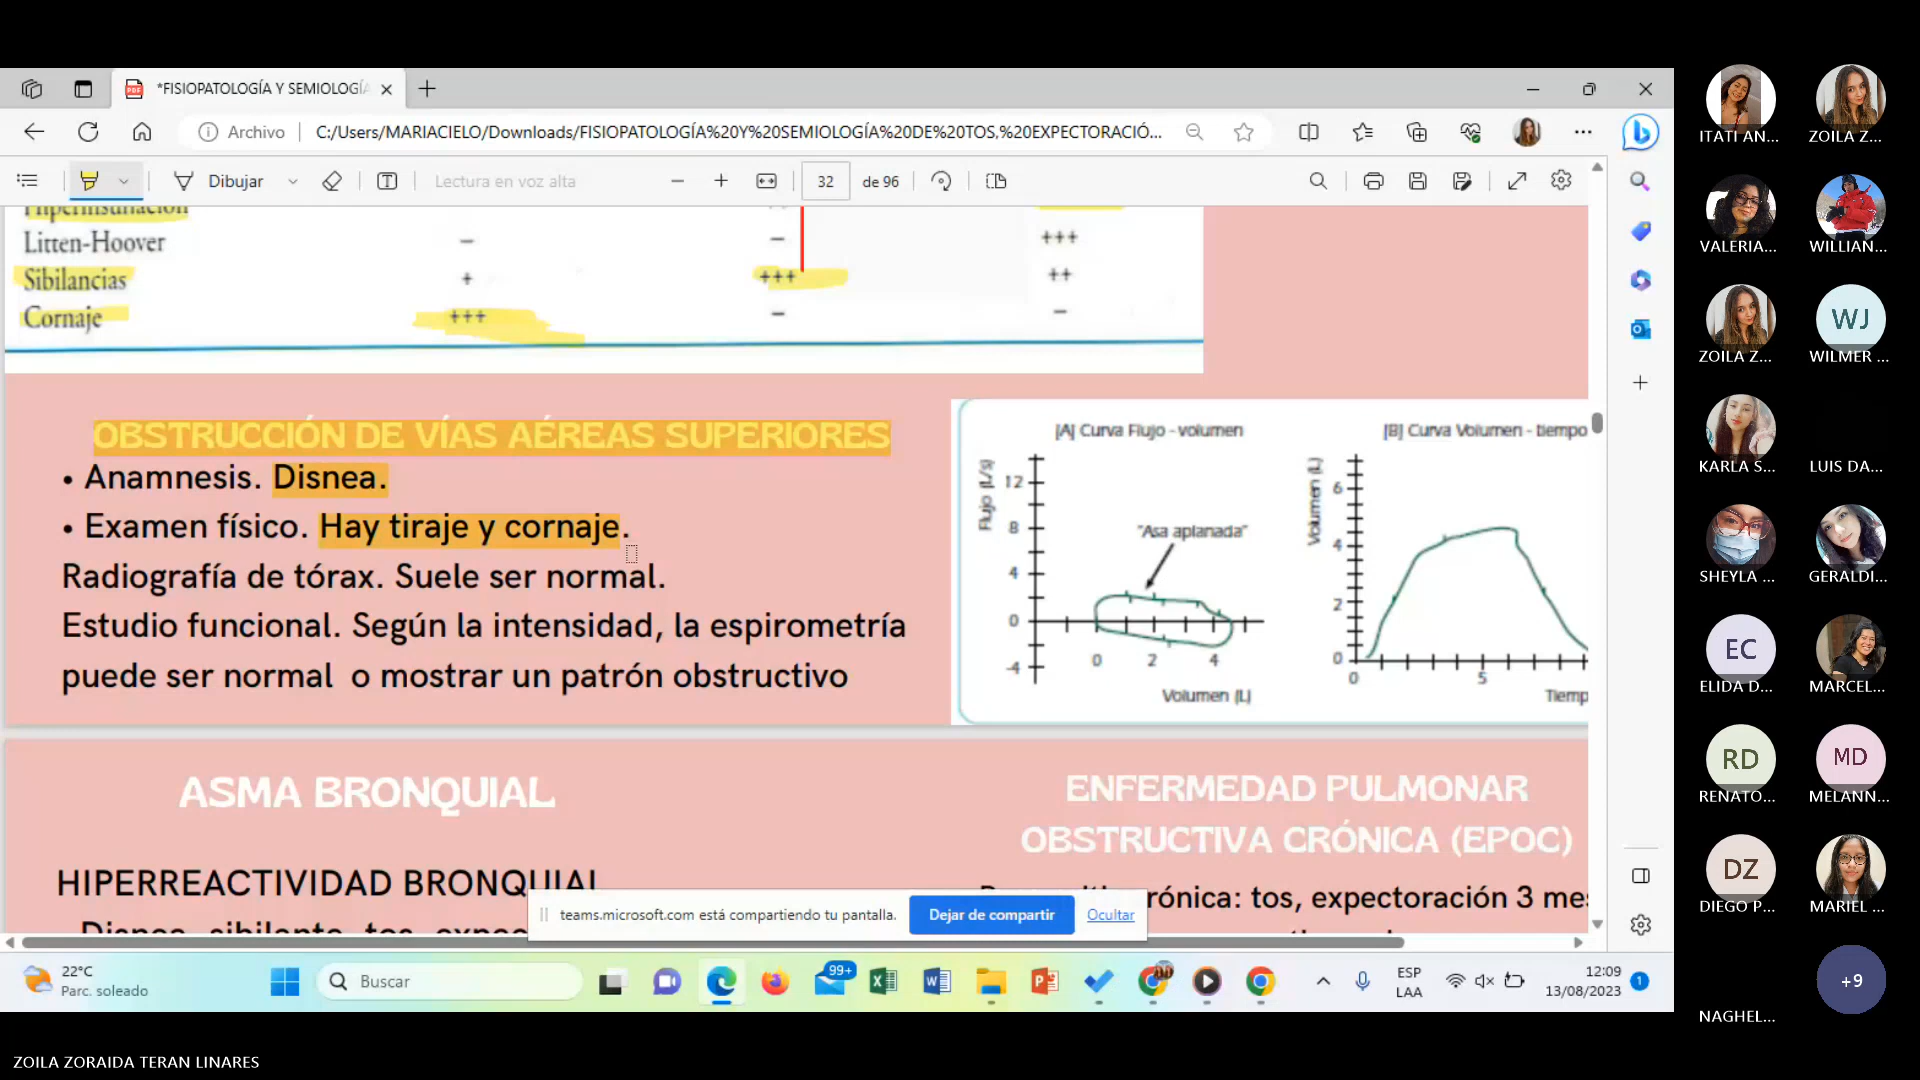 *FISIOPATOLOGÍA Y SEMIOLOGÍA
Archivo
C:/Users/MARIACIELO/Downloads/FISIOPATOLOGÍA%20Y%20SEMIOLOGÍA%20DE%20TOS,%20EXPECTORACIÓ...
Dibujar
Lectura en voz alta
32
de 96
Litten-Hoover
−
−
+++
Sibilancias
+
+++
++
Cornaje
+++
−
−
OBSTRUCCIÓN DE VÍAS AÉREAS SUPERIORES
• Anamnesis. Disnea.
• Examen físico. Hay tiraje y cornaje.
Radiografía de tórax. Suele ser normal.
Estudio funcional. Según la intensidad, la espirometría
puede ser normal o mostrar un patrón obstructivo
[A] Curva Flujo - volumen
Flujo (L/s)
12
8
4
0
-4
"Asa aplanada"
0
2
4
Volumen (L)
[B] Curva Volumen - tiempo
Volumen (L)
6
4
2
0
0
5
Tiemp
ASMA BRONQUIAL
HIPERREACTIVIDAD BRONQUIAL
ENFERMEDAD PULMONAR
OBSTRUCTIVA CRÓNICA (EPOC)
rónica: tos, expectoración 3 mes
teams.microsoft.com está compartiendo tu pantalla.
Dejar de compartir
Ocultar
22°C
Parc. soleado
Buscar
99+
ESP
LAA
12:09
13/08/2023
1
ITATI AN...
ZOILA Z...
VALERIA...
WILLIAN...
ZOILA Z...
WJ
WILMER ...
KARLA S...
LUIS DA...
SHEYLA ...
GERALDI...
EC
ELIDA D...
MARCEL...
RD
RENATO...
MD
MELANN...
DZ
DIEGO P...
MARIEL ...
NAGHEL...
+9
ZOILA ZORAIDA TERAN LINARES